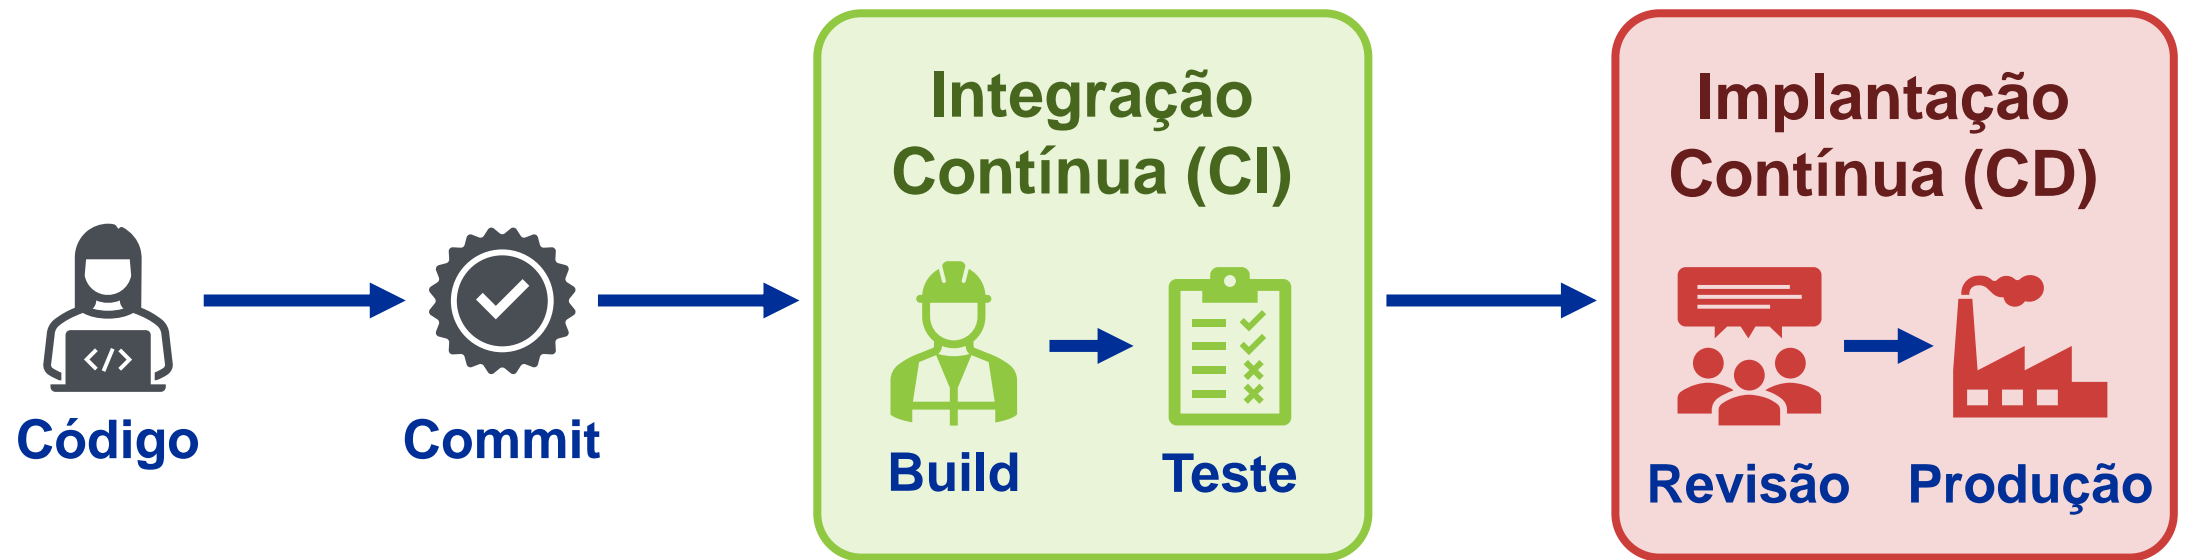 Código
Commit
Integração
Contínua (CI)
Build
Teste
Implantação
Contínua (CD)
Revisão
Produção